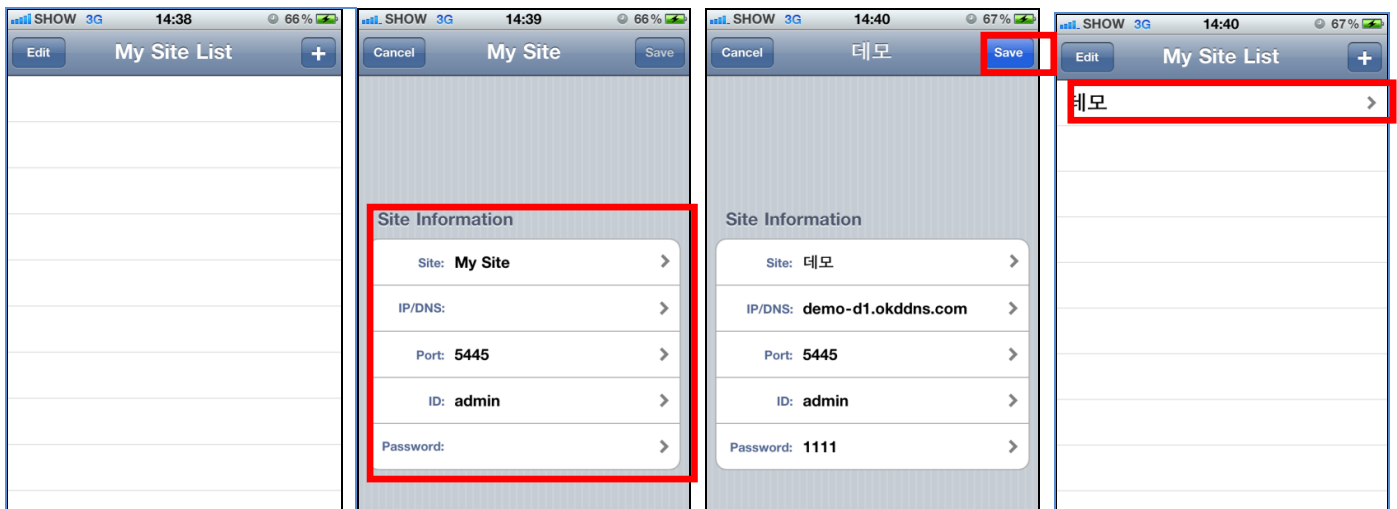 SHOW 3G 14:38 66%
Edit My Site List +
SHOW 3G 14:39 66%
Cancel My Site Save
Site Information
Site: My Site
IP/DNS:
Port: 5445
ID: admin
Password:
SHOW 3G 14:40 67%
Cancel 데모 Save
Site Information
Site: 데모
IP/DNS: demo-d1.okddns.com
Port: 5445
ID: admin
Password: 1111
SHOW 3G 14:40 67%
Edit My Site List +
데모